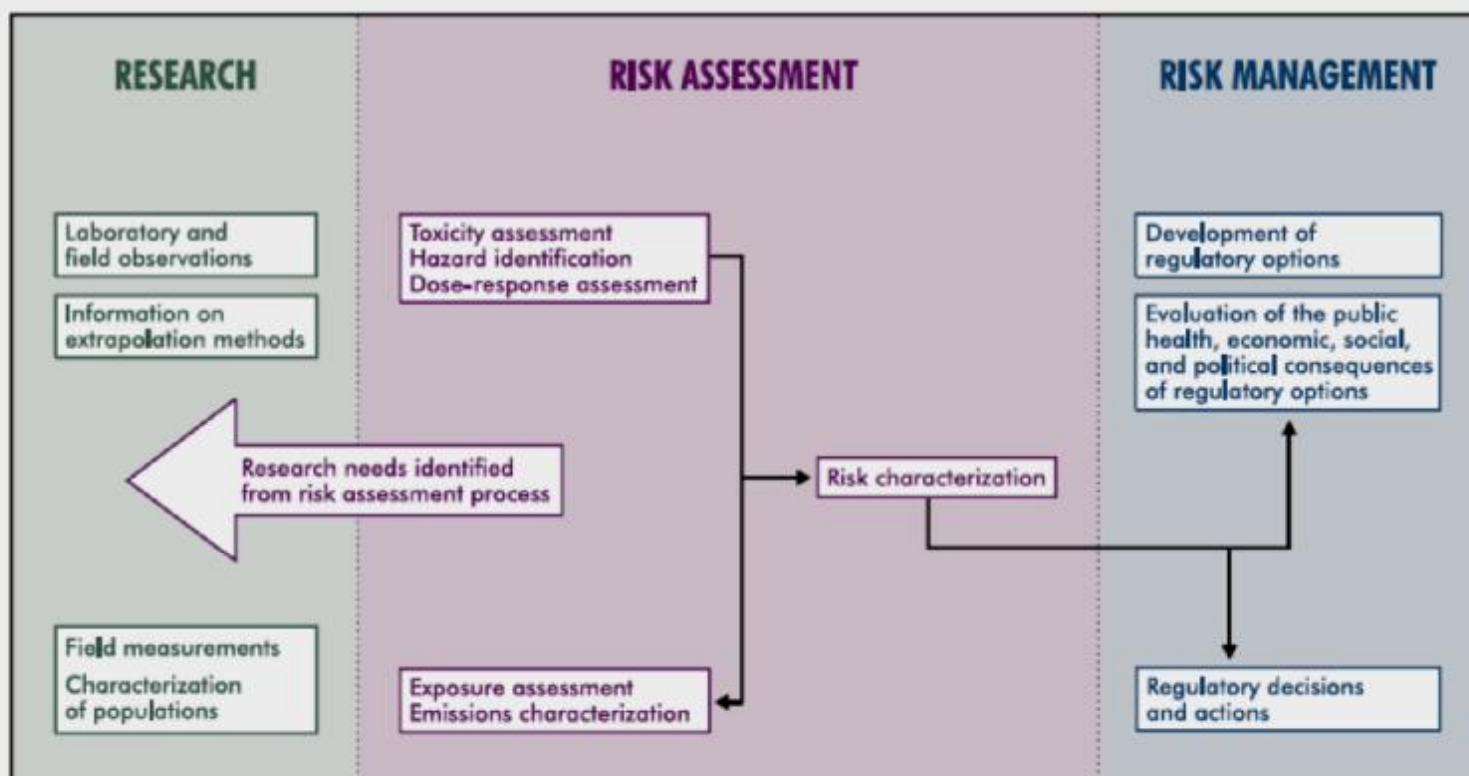 RESEARCH
RISK ASSESSMENT
RISK MANAGEMENT
Laboratory and
field observations
Information on
extrapolation methods
Toxicity assessment
Hazard identification
Dose-response assessment
Development of
regulatory options
Evaluation of the public
health, economic, social,
and political consequences
of regulatory options
Research needs identified
from risk assessment process
Risk characterization
Field measurements
Characterization
of populations
Exposure assessment
Emissions characterization
Regulatory decisions
and actions